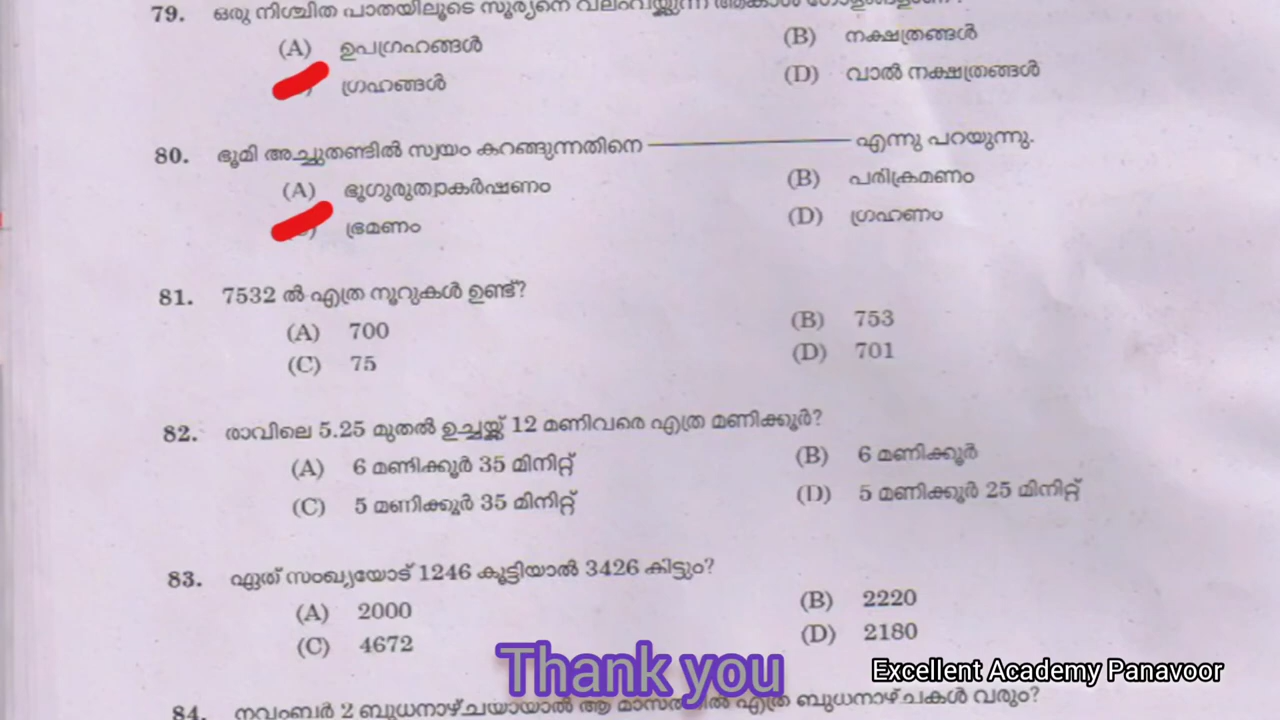 79. ഒരു നിശ്ചിത പാതയിലൂടെ സൂര്യനെ വലംവയ്ക്കുന്ന ആകാശ
(A) ഉപഗ്രഹങ്ങൾ (B) നക്ഷത്രങ്ങൾ
ഗ്രഹങ്ങൾ (D) വാൽ നക്ഷത്രങ്ങൾ
80. ഭൂമി അച്ചുതണ്ടിൽ സ്വയം കറങ്ങുന്നതിനെ ——— എന്നു പറയുന്നു.
(A) ഭൂഗുരുത്വാകർഷണം (B) പരിക്രമണം
ഭ്രമണം (D) ഗ്രഹണം
81. 7532 ൽ എത്ര നൂറുകൾ ഉണ്ട്?
(A) 700 (B) 753
(C) 75 (D) 701
82. രാവിലെ 5.25 മുതൽ ഉച്ചയ്ക്ക് 12 മണിവരെ എത്ര മണിക്കൂർ?
(A) 6 മണിക്കൂർ 35 മിനിറ്റ് (B) 6 മണിക്കൂർ
(C) 5 മണിക്കൂർ 35 മിനിറ്റ് (D) 5 മണിക്കൂർ 25 മിനിറ്റ്
83. ഏത് സംഖ്യയോട് 1246 കൂട്ടിയാൽ 3426 കിട്ടും?
(A) 2000 (B) 2220
(C) 4672 (D) 2180
Thank you
Excellent Academy Panavoor
84. നവംബർ 2 ബുധനാഴ്ചയായാൽ ആ മാസത്തിൽ എത്ര ബുധനാഴ്ചകൾ വരും?